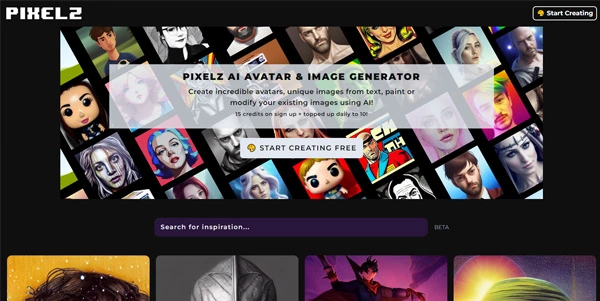 PIXELZ
Start Creating
PIXELZ AI AVATAR & IMAGE GENERATOR
Create incredible avatars, unique images from text, paint or
modify your existing images using AI!
15 credits on sign up + topped up daily to 10!
START CREATING FREE
Search for inspiration...
BETA